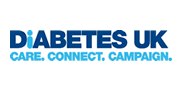 DiABETES UK
CARE. CONNECT. CAMPAIGN.